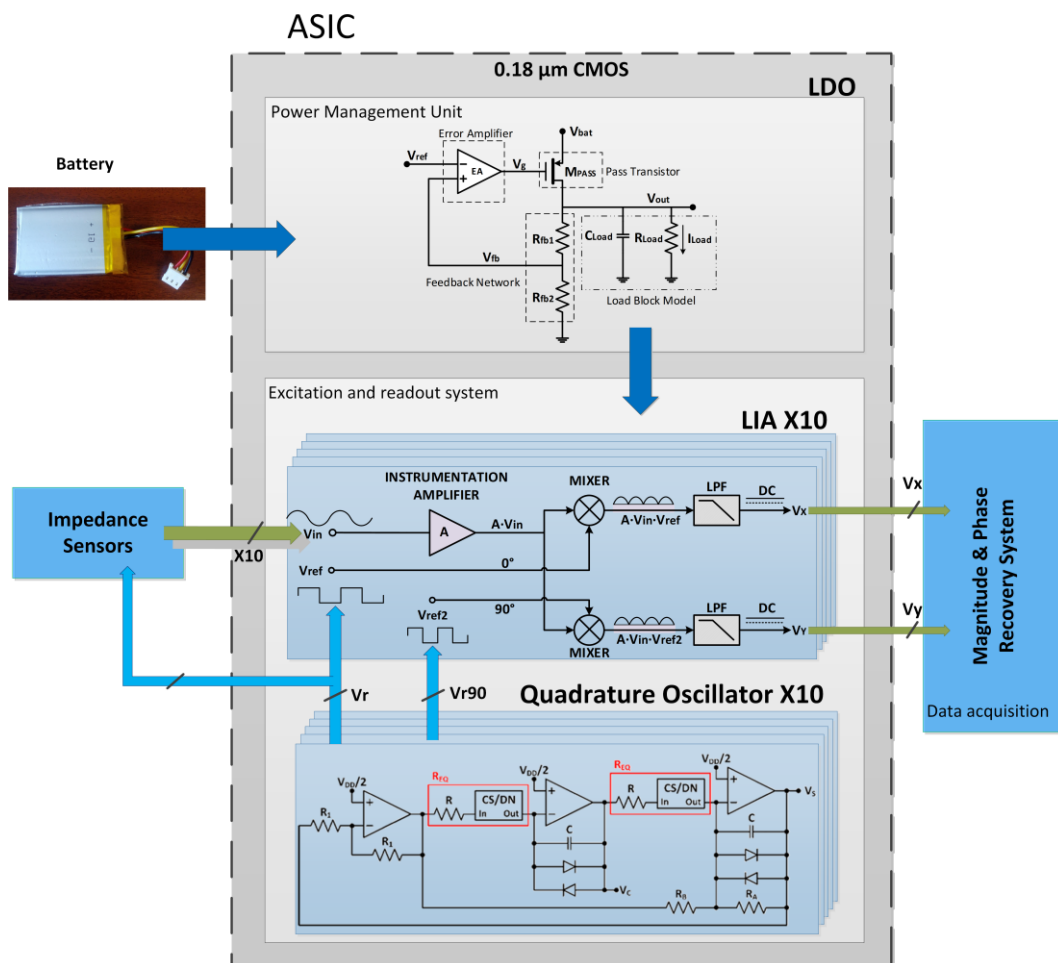 ASIC
0.18 µm CMOS
LDO
Power Management Unit
Battery
Error Amplifier
Vbat
Vref
EA
Vg
MPASS
Pass Transistor
Vout
Rfb1
CLoad
RLoad
ILoad
Vfb
Feedback Network
Rfb2
Load Block Model
Excitation and readout system
LIA X10
INSTRUMENTATION
AMPLIFIER
MIXER
LPF
DC
Vx
Impedance
Sensors
X10
Vin
A
A·Vin
A·Vin·Vref
VX
Vref
0°
Vref2
90°
LPF
DC
Vy
MIXER
A·Vin·Vref2
VY
Magnitude & Phase
Recovery System
Data acquisition
Vr
Vr90
Quadrature Oscillator X10
VDD/2
REQ
R
CS/DN
In Out
VDD/2
REQ
R
CS/DN
In Out
VDD/2
VS
R1
R1
C
VC
C
RB
RA